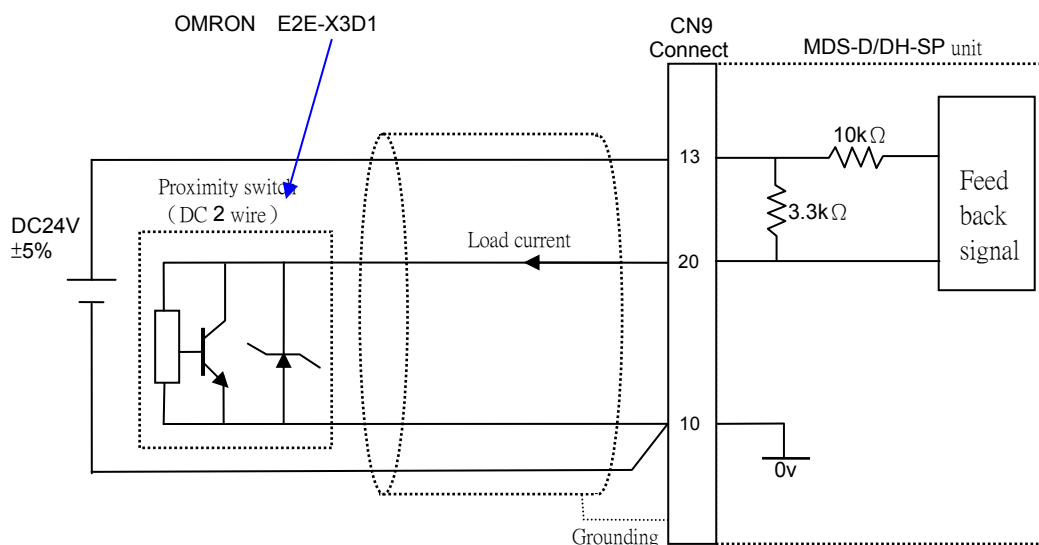 OMRON E2E-X3D1
CN9
Connect
MDS-D/DH-SP unit
10kΩ
13
Proximity switch
（DC 2 wire）
3.3kΩ
Feed
back
signal
DC24V
±5%
Load current
20
10
0v
Grounding